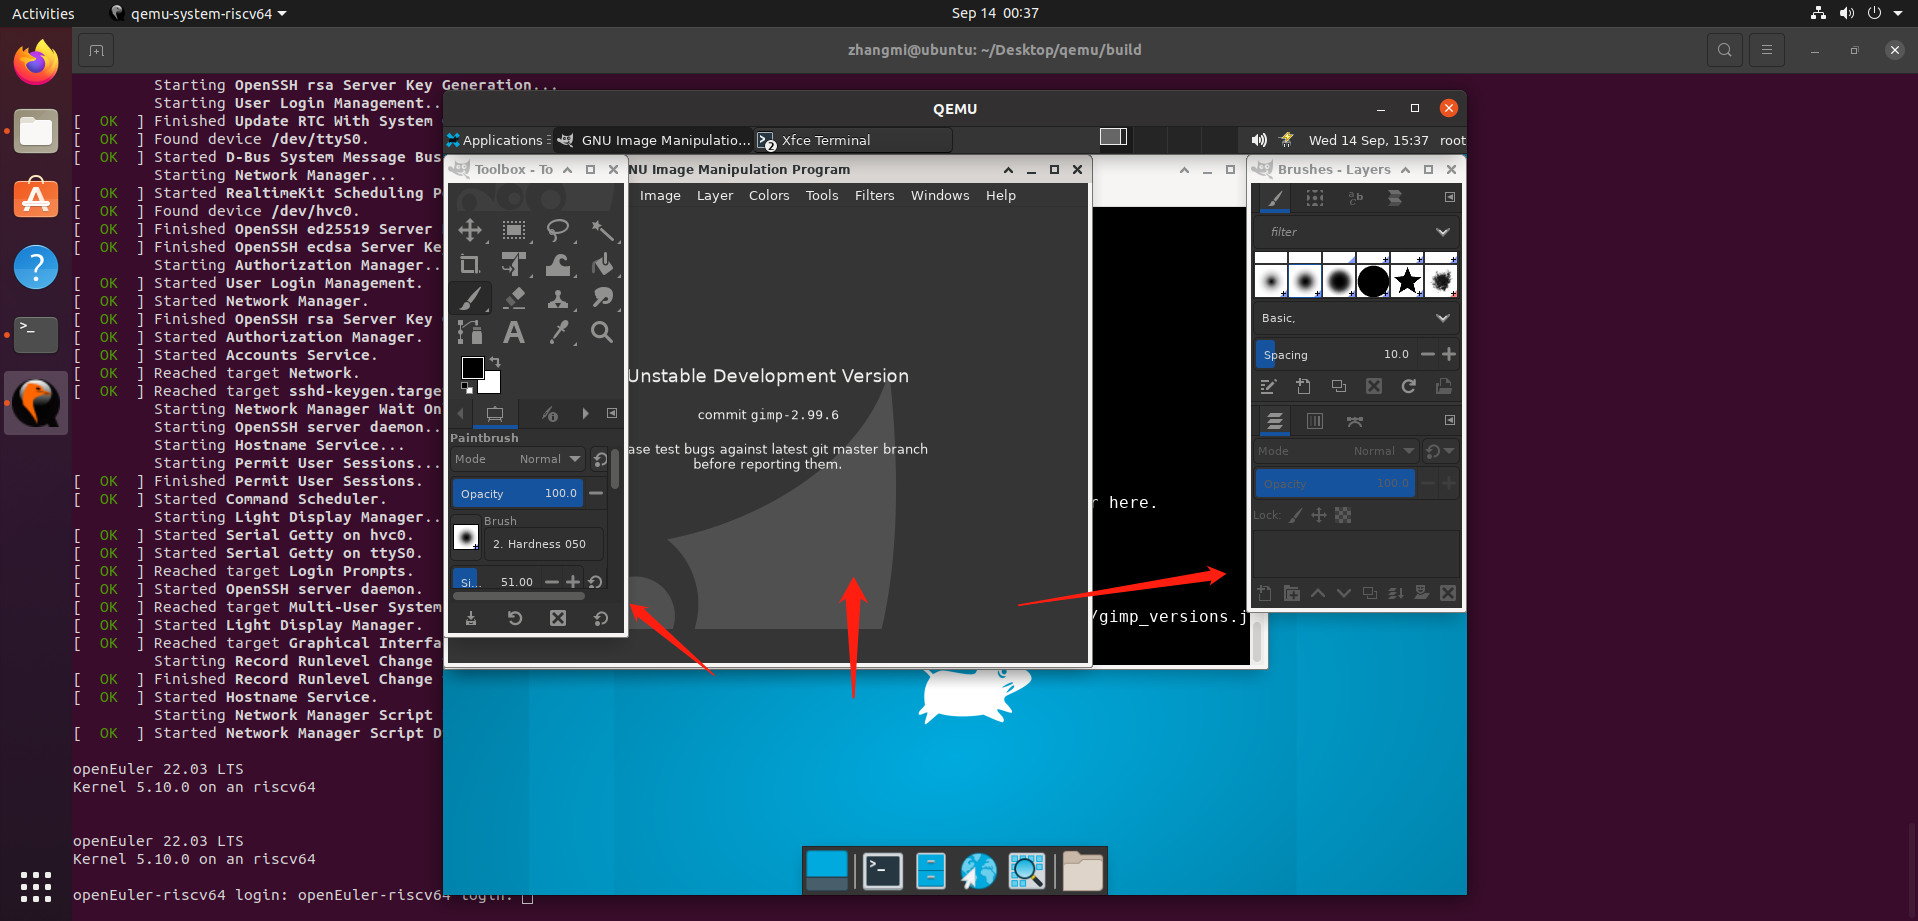 Activities
qemu-system-riscv64
Sep 14 00:37
zhangmi@ubuntu: ~/Desktop/qemu/build
Starting OpenSSH rsa Server Key Generation...
Starting User Login Management..
[ OK ] Finished Update RTC With System
[ OK ] Found device /dev/ttyS0.
[ OK ] Started D-Bus System Message Bus
Starting Network Manager...
[ OK ] Started RealtimeKit Scheduling
[ OK ] Found device /dev/hvc0.
[ OK ] Finished OpenSSH ed25519 Server
[ OK ] Finished OpenSSH ecdsa Server Ke
Starting Authorization Manager..
[ OK ] Started User Login Management.
[ OK ] Started Network Manager.
[ OK ] Finished OpenSSH rsa Server Key
[ OK ] Started Authorization Manager.
[ OK ] Started Accounts Service.
[ OK ] Reached target Network.
[ OK ] Reached target sshd-keygen.targe
Starting Network Manager Wait On
Starting OpenSSH server daemon..
Starting Hostname Service...
Starting Permit User Sessions...
[ OK ] Finished Permit User Sessions.
[ OK ] Started Command Scheduler.
Starting Light Display Manager..
[ OK ] Started Serial Getty on hvc0.
[ OK ] Started Serial Getty on ttyS0.
[ OK ] Reached target Login Prompts.
[ OK ] Started OpenSSH server daemon.
[ OK ] Reached target Multi-User System
[ OK ] Started Light Display Manager.
[ OK ] Reached target Graphical Interfa
Starting Record Runlevel Change
[ OK ] Finished Record Runlevel Change
[ OK ] Started Hostname Service.
Starting Network Manager Script
[ OK ] Started Network Manager Script D
openEuler 22.03 LTS
Kernel 5.10.0 on an riscv64
openEuler 22.03 LTS
Kernel 5.10.0 on an riscv64
openEuler-riscv64 login: openEuler-riscv64 login:
QEMU
Applications
GNU Image Manipulatio...
2
Xfce Terminal
Wed 14 Sep, 15:37
root
Toolbox - To
NU Image Manipulation Program
Image Layer Colors Tools Filters Windows Help
Unstable Development Version
commit gimp-2.99.6
ase test bugs against latest git master branch
before reporting them.
Paintbrush
Mode Normal
Opacity 100.0
Brush
2. Hardness 050
Si... 51.00
r here.
/gimp_versions.j
Brushes - Layers
filter
Basic,
Spacing 10.0
Mode Normal
Opacity 100.0
Lock: